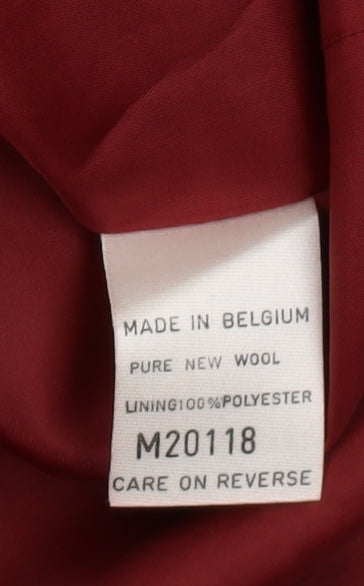 MADE IN BELGIUM
PURE NEW WOOL
LINING100%POLYESTER
M20118
CARE ON REVERSE